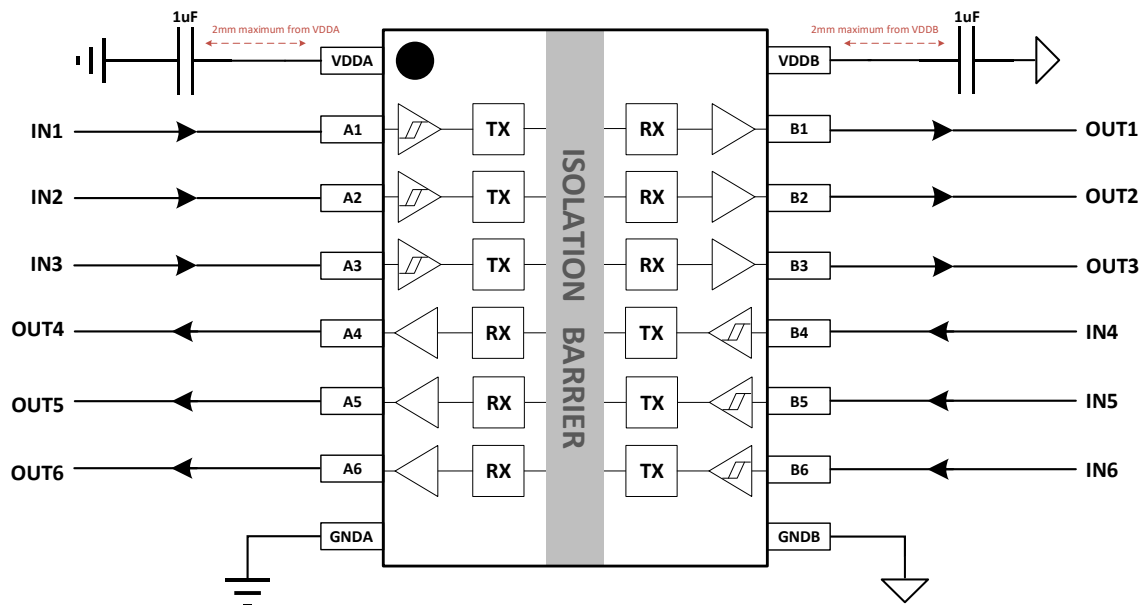 1uF
2mm maximum from VDDA
2mm maximum from VDDB
1uF
VDDA
VDDB
IN1
A1
TX
RX
B1
OUT1
IN2
A2
TX
RX
B2
OUT2
IN3
A3
TX
RX
B3
OUT3
ISOLATION BARRIER
OUT4
A4
RX
TX
B4
IN4
OUT5
A5
RX
TX
B5
IN5
OUT6
A6
RX
TX
B6
IN6
GNDA
GNDB